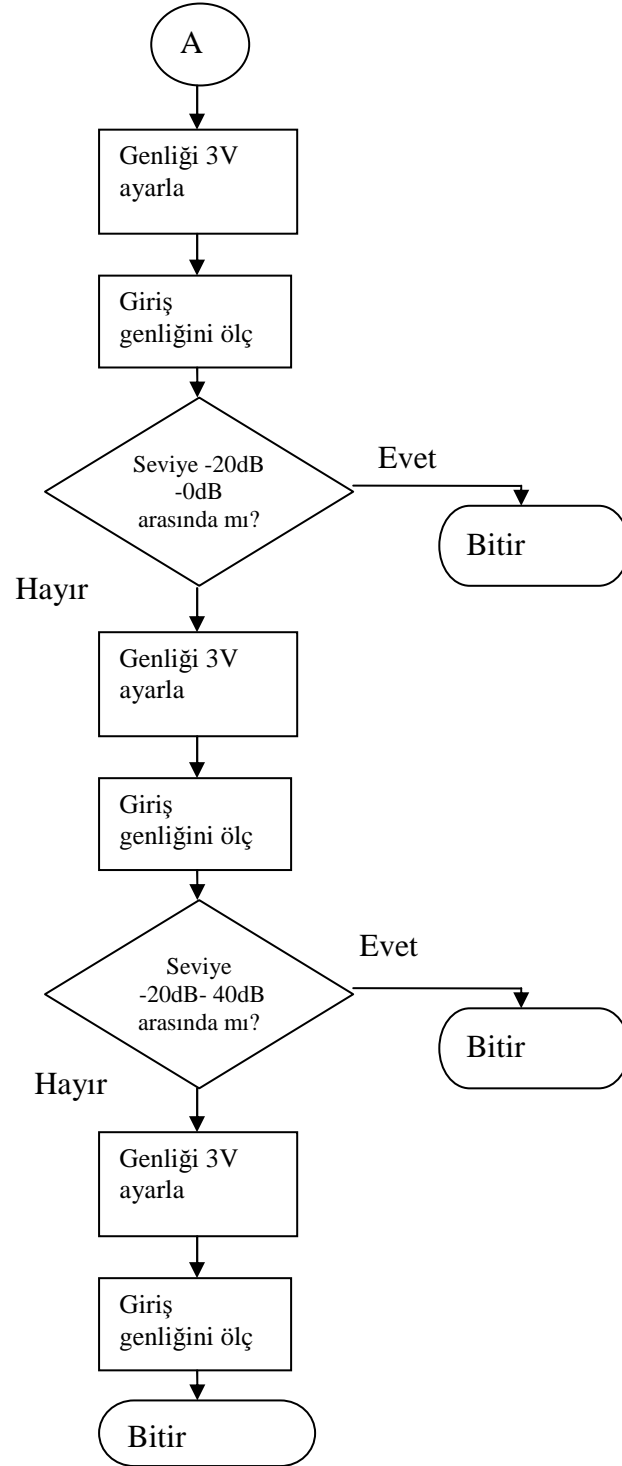 A
Genliği 3V
ayarla
Giriş
genliğini ölç
Seviye -20dB
-0dB
arasında mı?
Evet
Bitir
Hayır
Genliği 3V
ayarla
Giriş
genliğini ölç
Seviye
-20dB- 40dB
arasında mı?
Evet
Bitir
Hayır
Genliği 3V
ayarla
Giriş
genliğini ölç
Bitir